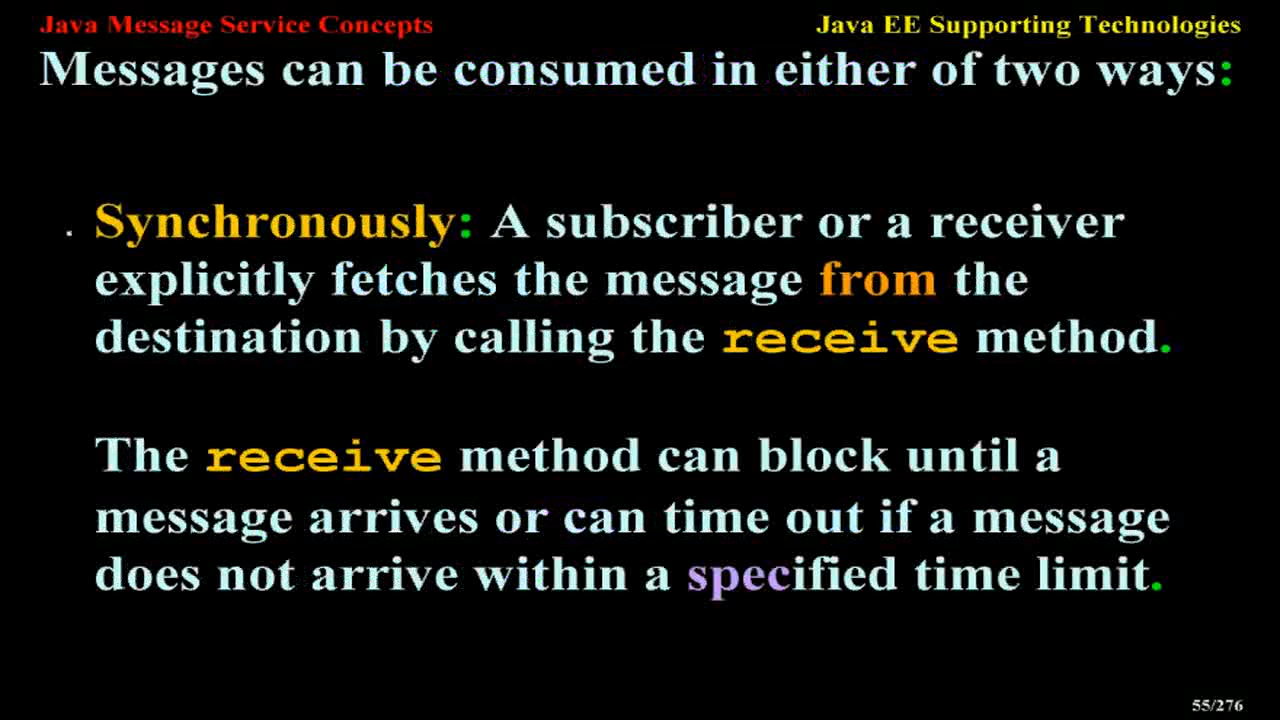 Java Message Service Concepts
Java EE Supporting Technologies
Messages can be consumed in either of two ways:
. Synchronously: A subscriber or a receiver
explicitly fetches the message from the
destination by calling the receive method.
The receive method can block until a
message arrives or can time out if a message
does not arrive within a specified time limit.
55/276